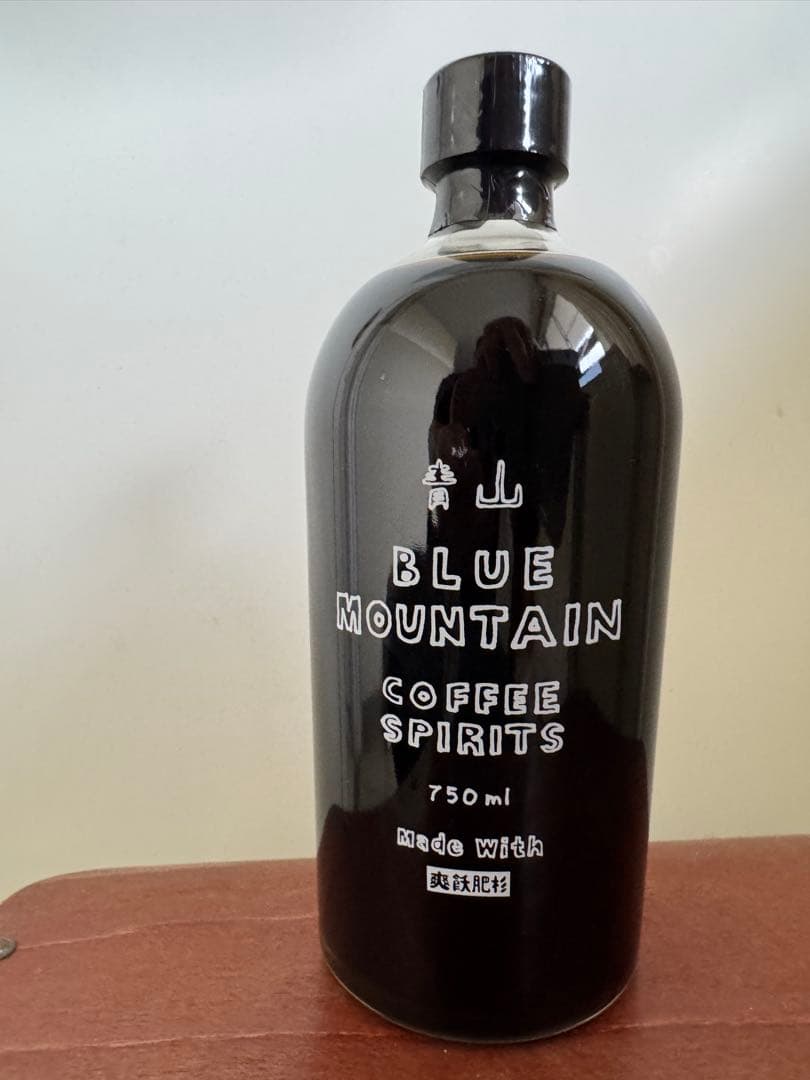 青山
BLUE
MOUNTAIN
COFFEE
SPIRITS
750ml
Made With
爽飫肥杉